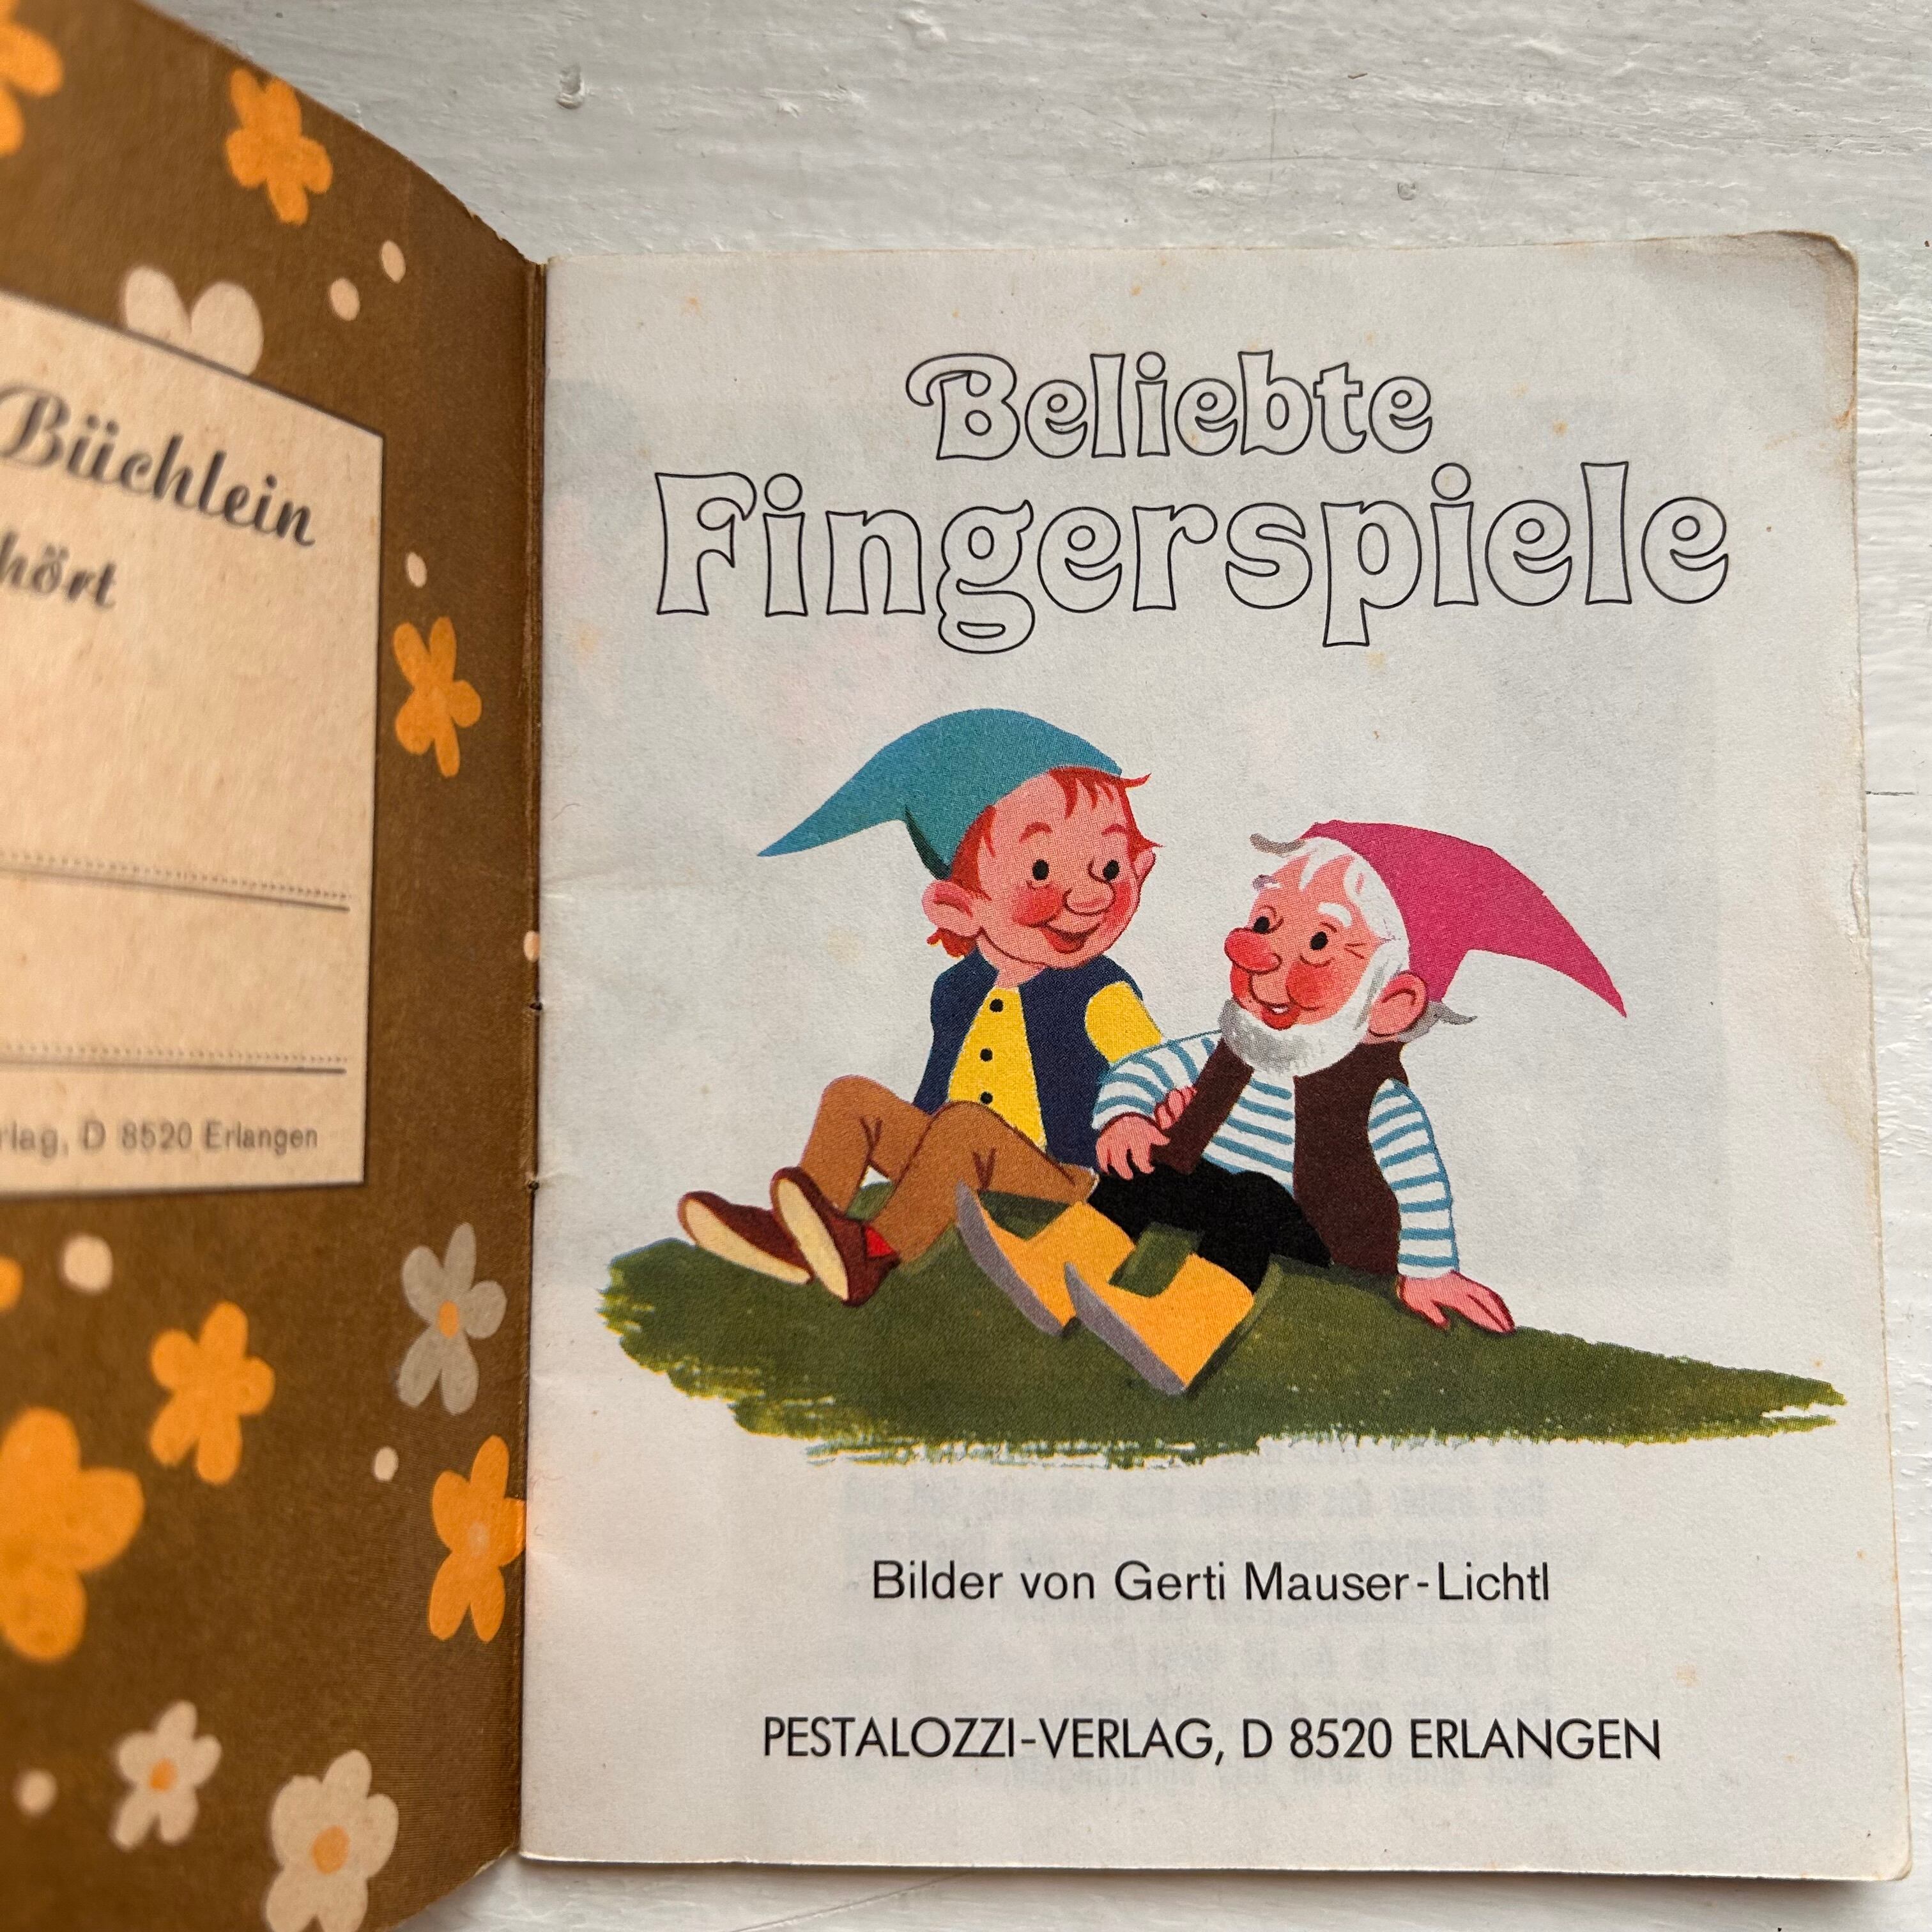 Büchlein
hört
rlag, D 8520 Erlangen
Beliebte
Fingerspiele
Bilder von Gerti Mauser-Lichtl
PESTALOZZI-VERLAG, D 8520 ERLANGEN